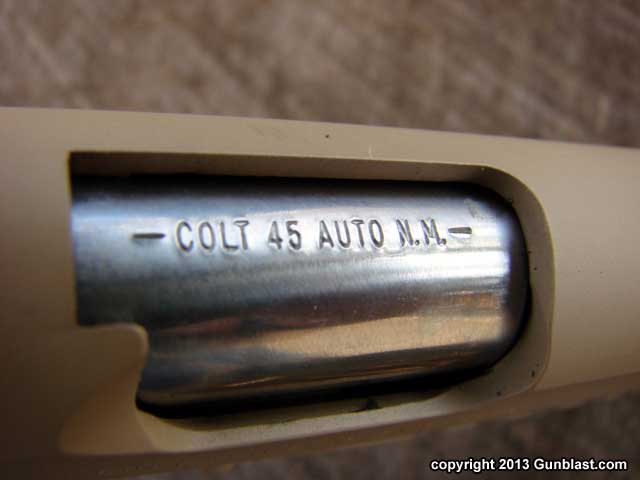 - COLT 45 AUTO N.M. -
copyright 2013 Gunblast.com